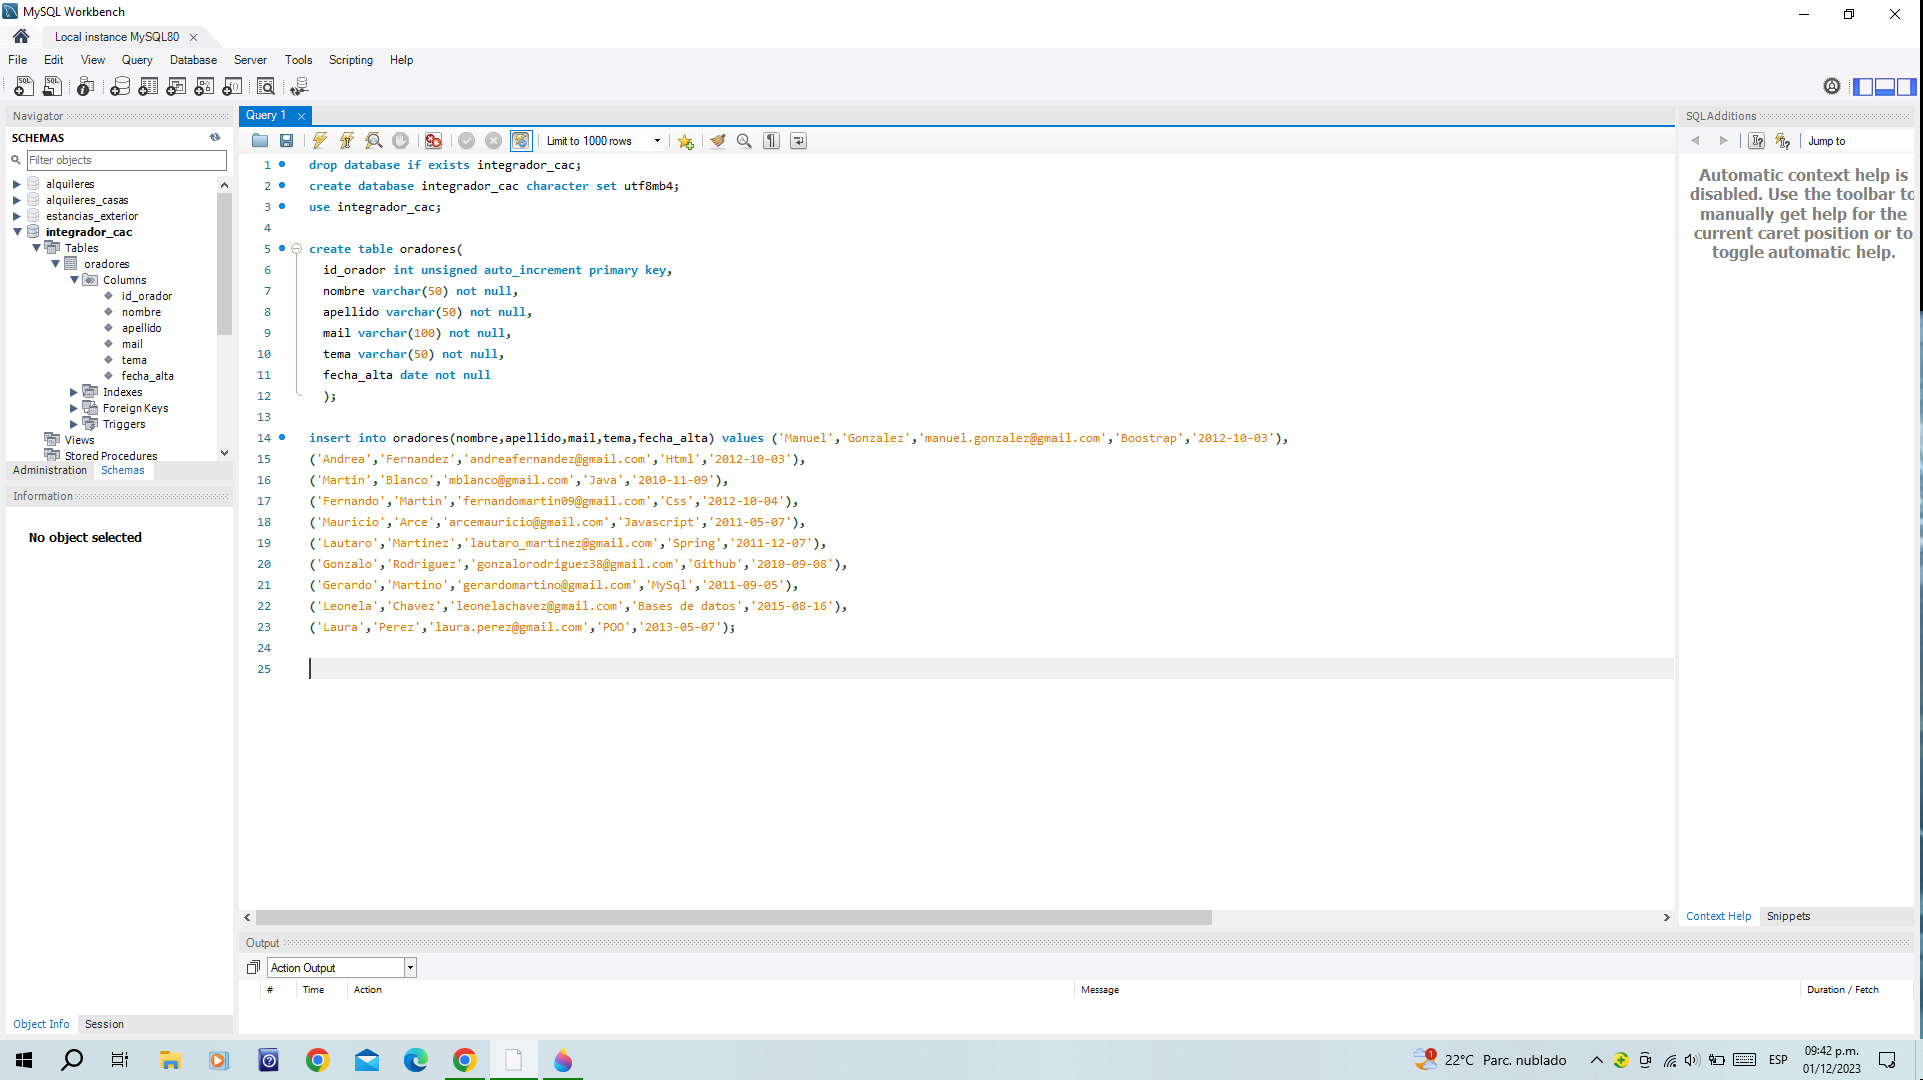 MySQL Workbench
Local instance MySQL80
File Edit View Query Database Server Tools Scripting Help
Navigator
SCHEMAS
Filter objects
alquileres
alquileres_casas
estancias_exterior
integrador_cac
Tables
oradores
Columns
id_orador
nombre
apellido
mail
tema
fecha_alta
Indexes
Foreign Keys
Triggers
Views
Stored Procedures
Administration Schemas
Information
No object selected
Object Info Session
Query 1
Limit to 1000 rows
1 drop database if exists integrador_cac;
2 create database integrador_cac character set utf8mb4;
3 use integrador_cac;
4
5 create table oradores(
6 id_orador int unsigned auto_increment primary key,
7 nombre varchar(50) not null,
8 apellido varchar(50) not null,
9 mail varchar(100) not null,
10 tema varchar(50) not null,
11 fecha_alta date not null
12 );
13
14 insert into oradores(nombre,apellido,mail,tema,fecha_alta) values ('Manuel','Gonzalez','manuel.gonzalez@gmail.com','Boostrap','2012-10-03'),
15 ('Andrea','Fernandez','andreafernandez@gmail.com','Html','2012-10-03'),
16 ('Martin','Blanco','mblanco@gmail.com','Java','2010-11-09'),
17 ('Fernando','Martin','fernandomartin09@gmail.com','Css','2012-10-04'),
18 ('Mauricio','Arce','arcemauricio@gmail.com','Javascript','2011-05-07'),
19 ('Lautaro','Martinez','lautaro_martinez@gmail.com','Spring','2011-12-07'),
20 ('Gonzalo','Rodriguez','gonzalorodriguez38@gmail.com','Github','2010-09-08'),
21 ('Gerardo','Martino','gerardomartino@gmail.com','MySql','2011-09-05'),
22 ('Leonela','Chavez','leonelachavez@gmail.com','Bases de datos','2015-08-16'),
23 ('Laura','Perez','laura.perez@gmail.com','POO','2013-05-07');
24
25
Output
Action Output
# Time Action Message Duration / Fetch
SQLAdditions
Jump to
Automatic context help is
disabled. Use the toolbar to
manually get help for the
current caret position or to
toggle automatic help.
Context Help Snippets
1 22°C Parc. nublado
ESP
09:42 p.m.
01/12/2023